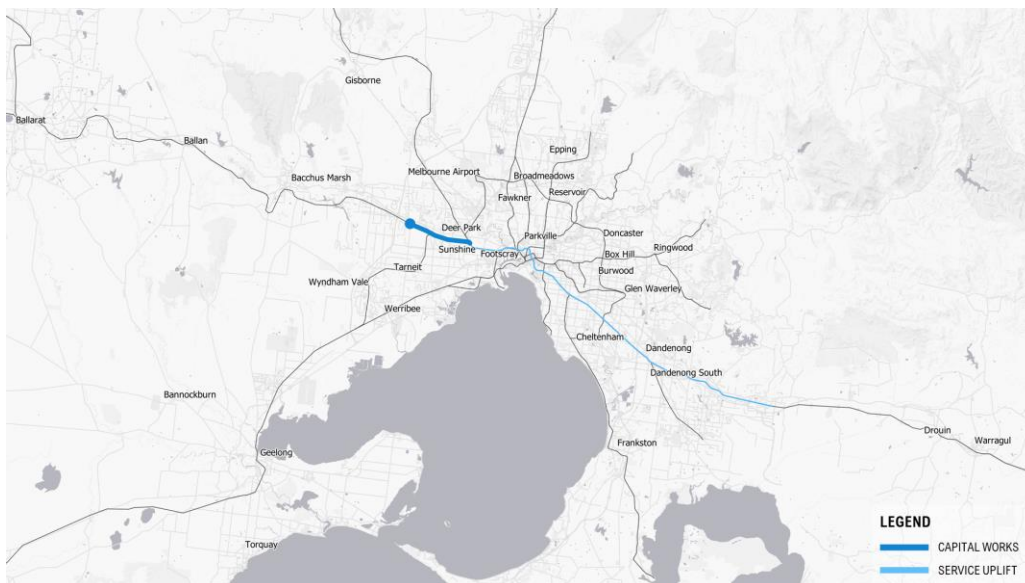 Gisborne
Ballarat
Ballan
Epping
Bacchus Marsh
Melbourne Airport
Broadmeadows
Fawkner
Reservoir
Deer Park
Parkville
Doncaster
Sunshine
Footscray
Box Hill
Ringwood
Tarneit
Burwood
Wyndham Vale
Glen Waverley
Werribee
Cheltenham
Dandenong
Dandenong South
Bannockburn
Drouin
Warragul
Frankston
Geelong
Torquay
LEGEND
CAPITAL WORKS
SERVICE UPLIFT